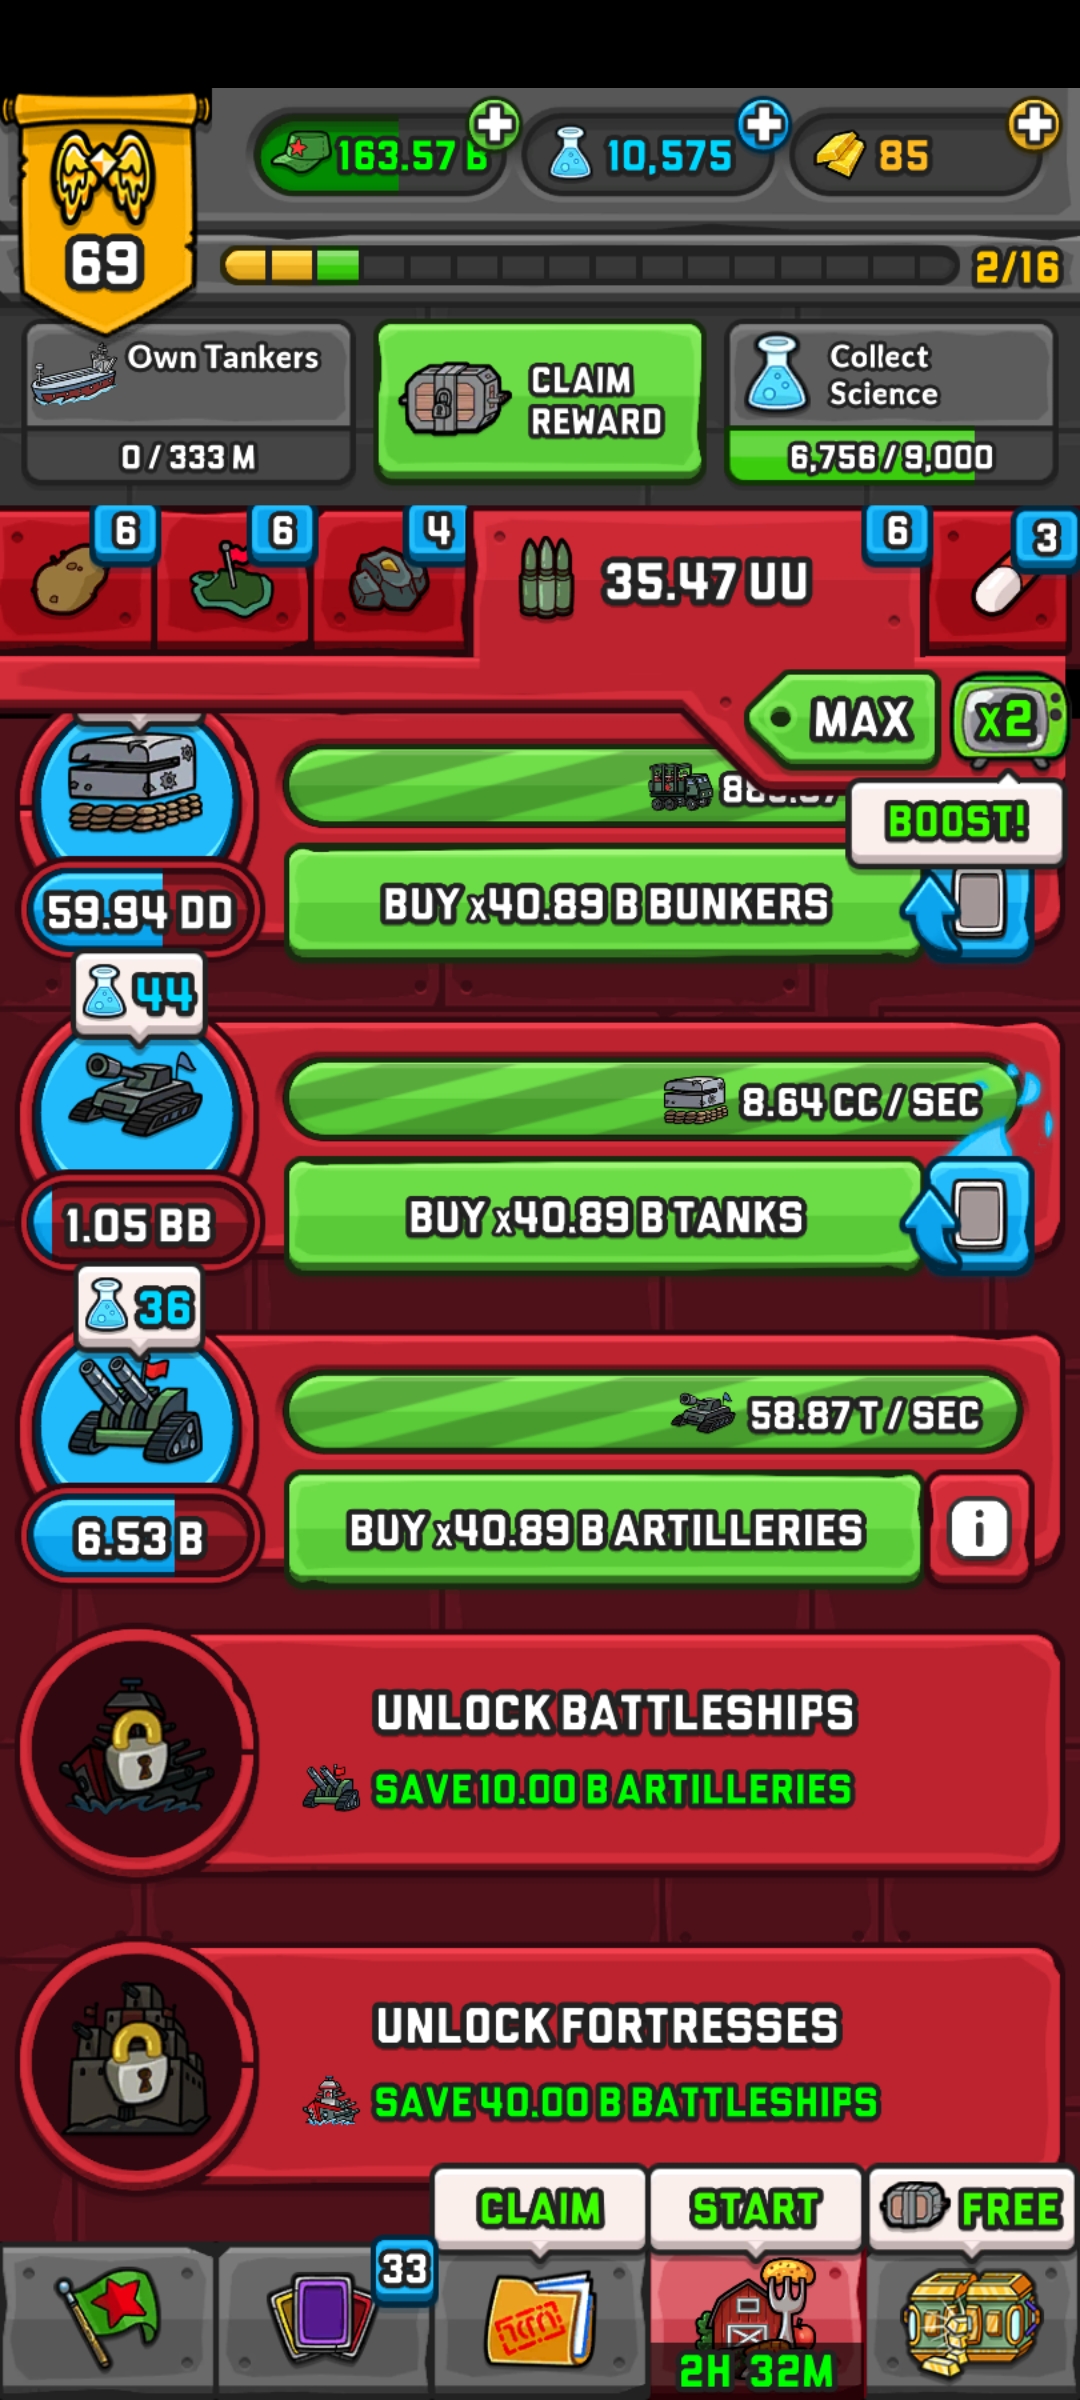 163.57 B
10,575
85
69
2/16
Own Tankers
0 / 333 M
CLAIM
REWARD
Collect
Science
6,756 / 9,000
6
6
4
35.47 UU
6
3
MAX
x2
BOOST!
59.94 DD
BUY x40.89 B BUNKERS
44
8.64 CC / SEC
1.05 BB
BUY x40.89 B TANKS
36
58.87 T / SEC
6.53 B
BUY x40.89 B ARTILLERIES
i
UNLOCK BATTLESHIPS
SAVE 10.00 B ARTILLERIES
UNLOCK FORTRESSES
SAVE 40.00 B BATTLESHIPS
CLAIM
START
FREE
33
2H 32M